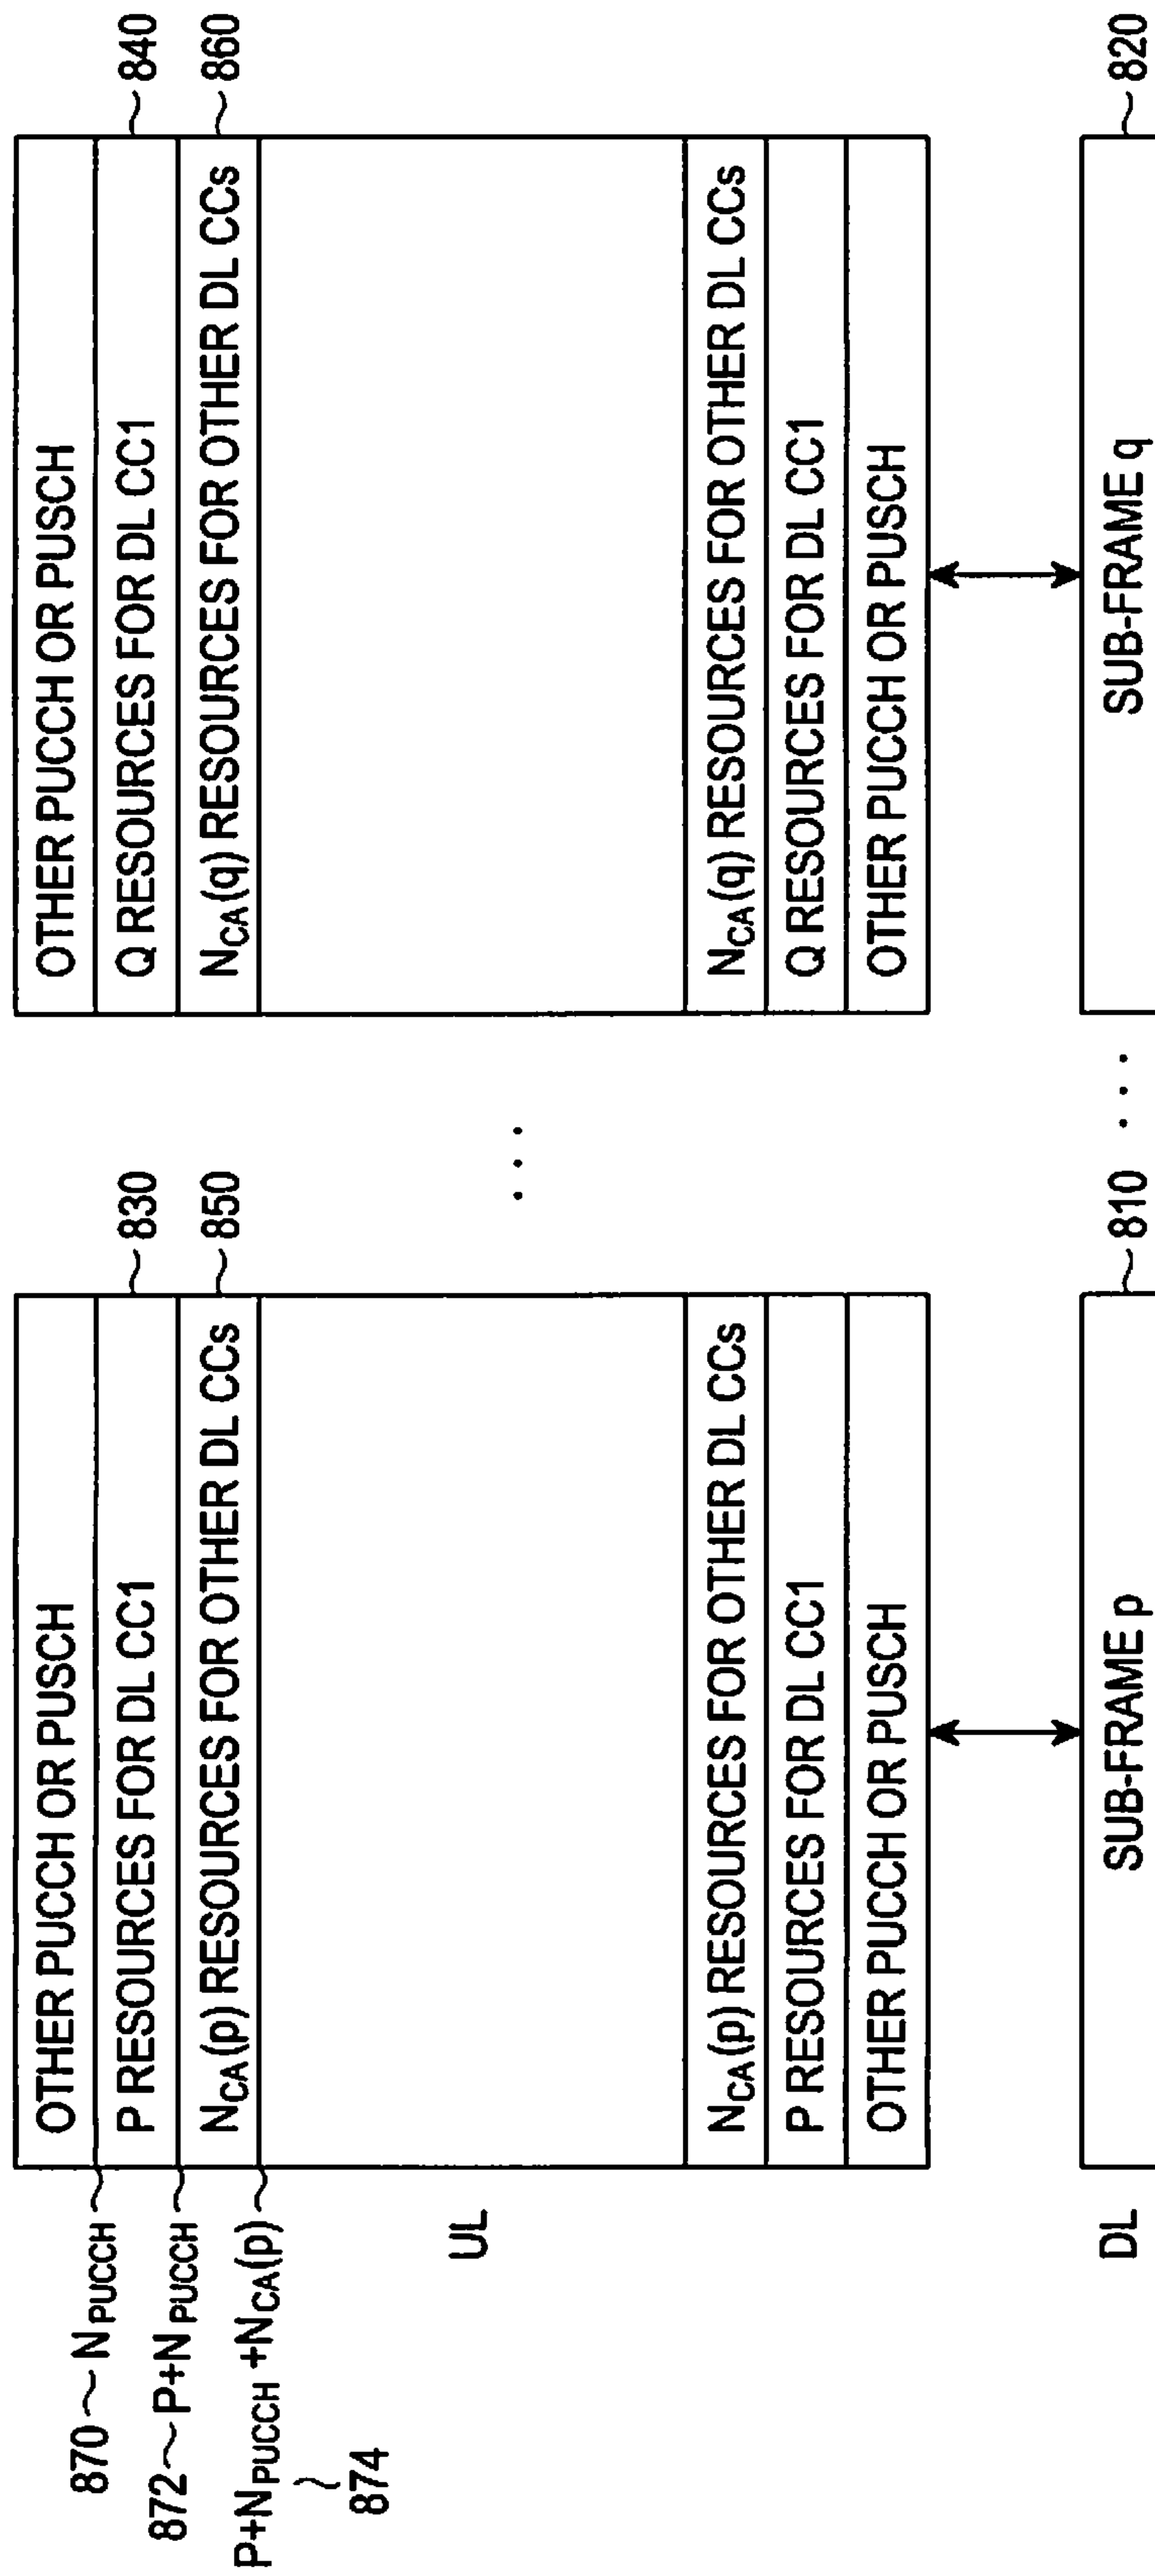 870 ~ NPUCCH
872 ~ P+NPUCCH
P+NPUCCH +NCA(p)
874
UL
DL
OTHER PUCCH OR PUSCH
P RESOURCES FOR DL CC1
NCA(p) RESOURCES FOR OTHER DL CCs
NCA(p) RESOURCES FOR OTHER DL CCs
P RESOURCES FOR DL CC1
OTHER PUCCH OR PUSCH
SUB-FRAME p
830
850
...
810
...
OTHER PUCCH OR PUSCH
Q RESOURCES FOR DL CC1
NCA(q) RESOURCES FOR OTHER DL CCs
NCA(q) RESOURCES FOR OTHER DL CCs
Q RESOURCES FOR DL CC1
OTHER PUCCH OR PUSCH
SUB-FRAME q
840
860
820